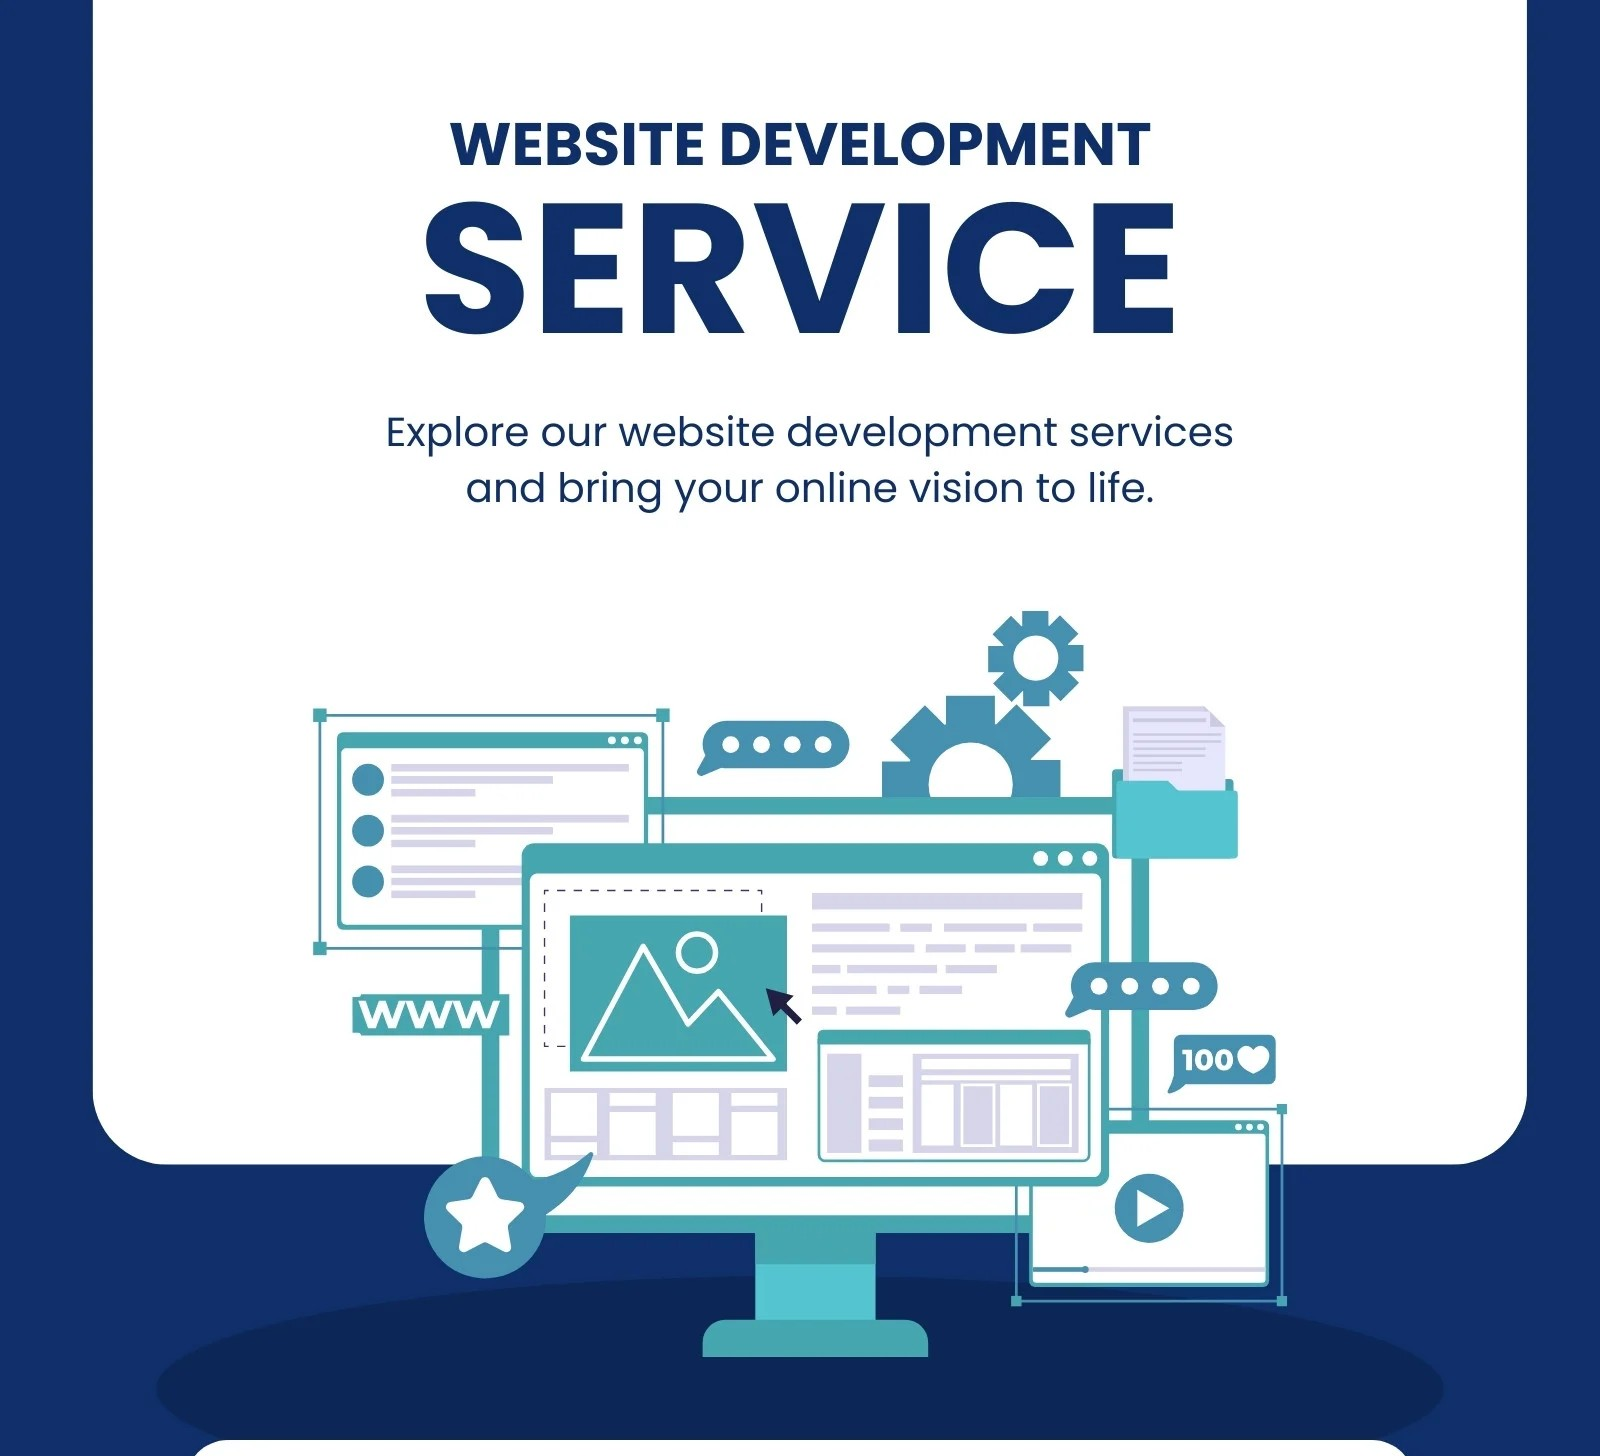 WEBSITE DEVELOPMENT
SERVICE
Explore our website development services
and bring your online vision to life.
WWW
100